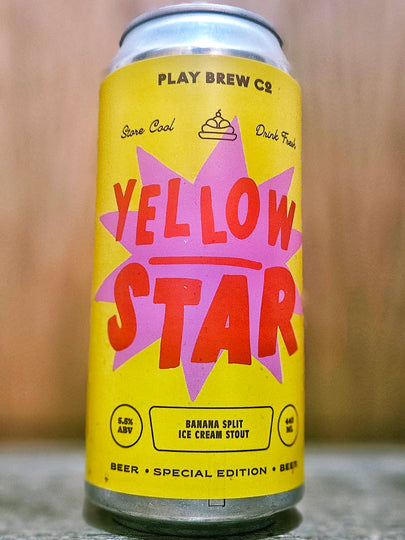 PLAY BREW CO
Store Cool
Drink Fresh
YELLOW
STAR
5.5%
ABV
BANANA SPLIT
ICE CREAM STOUT
440
ML
BEER • SPECIAL EDITION • BEER